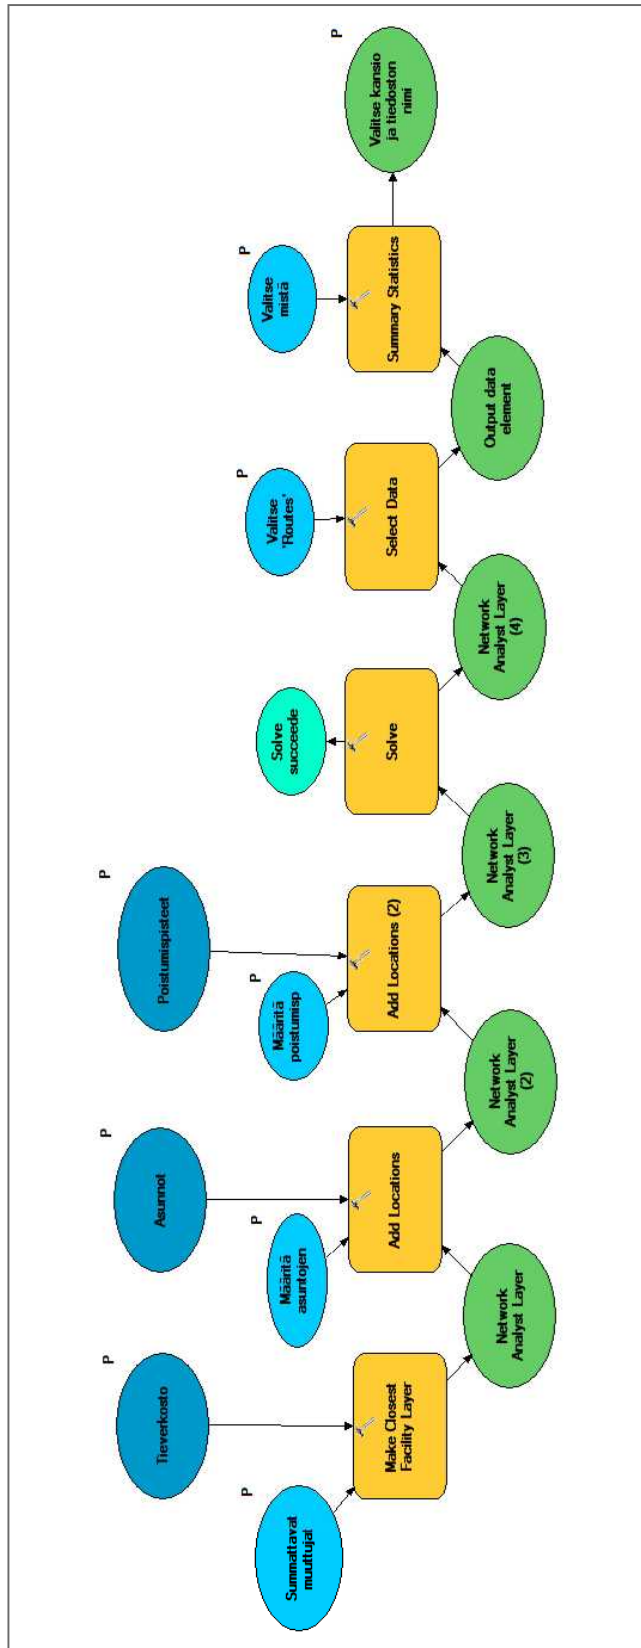 Summattavat
muuttujat
P
Tieverkosto
P
Make Closest
Facility Layer
Network
Analyst Layer
Määritä
asuntojen
P
Asunnot
P
Add Locations
Network
Analyst Layer
(2)
Määritä
poistumisp
P
Poistumispisteet
P
Add Locations (2)
Network
Analyst Layer
(3)
Solve
succeede
Solve
Network
Analyst Layer
(4)
Valitse
'Routes'
P
Select Data
Output data
element
Valitse
mistä
P
Summary Statistics
Valitse kansio
ja tiedoston
nimi
P